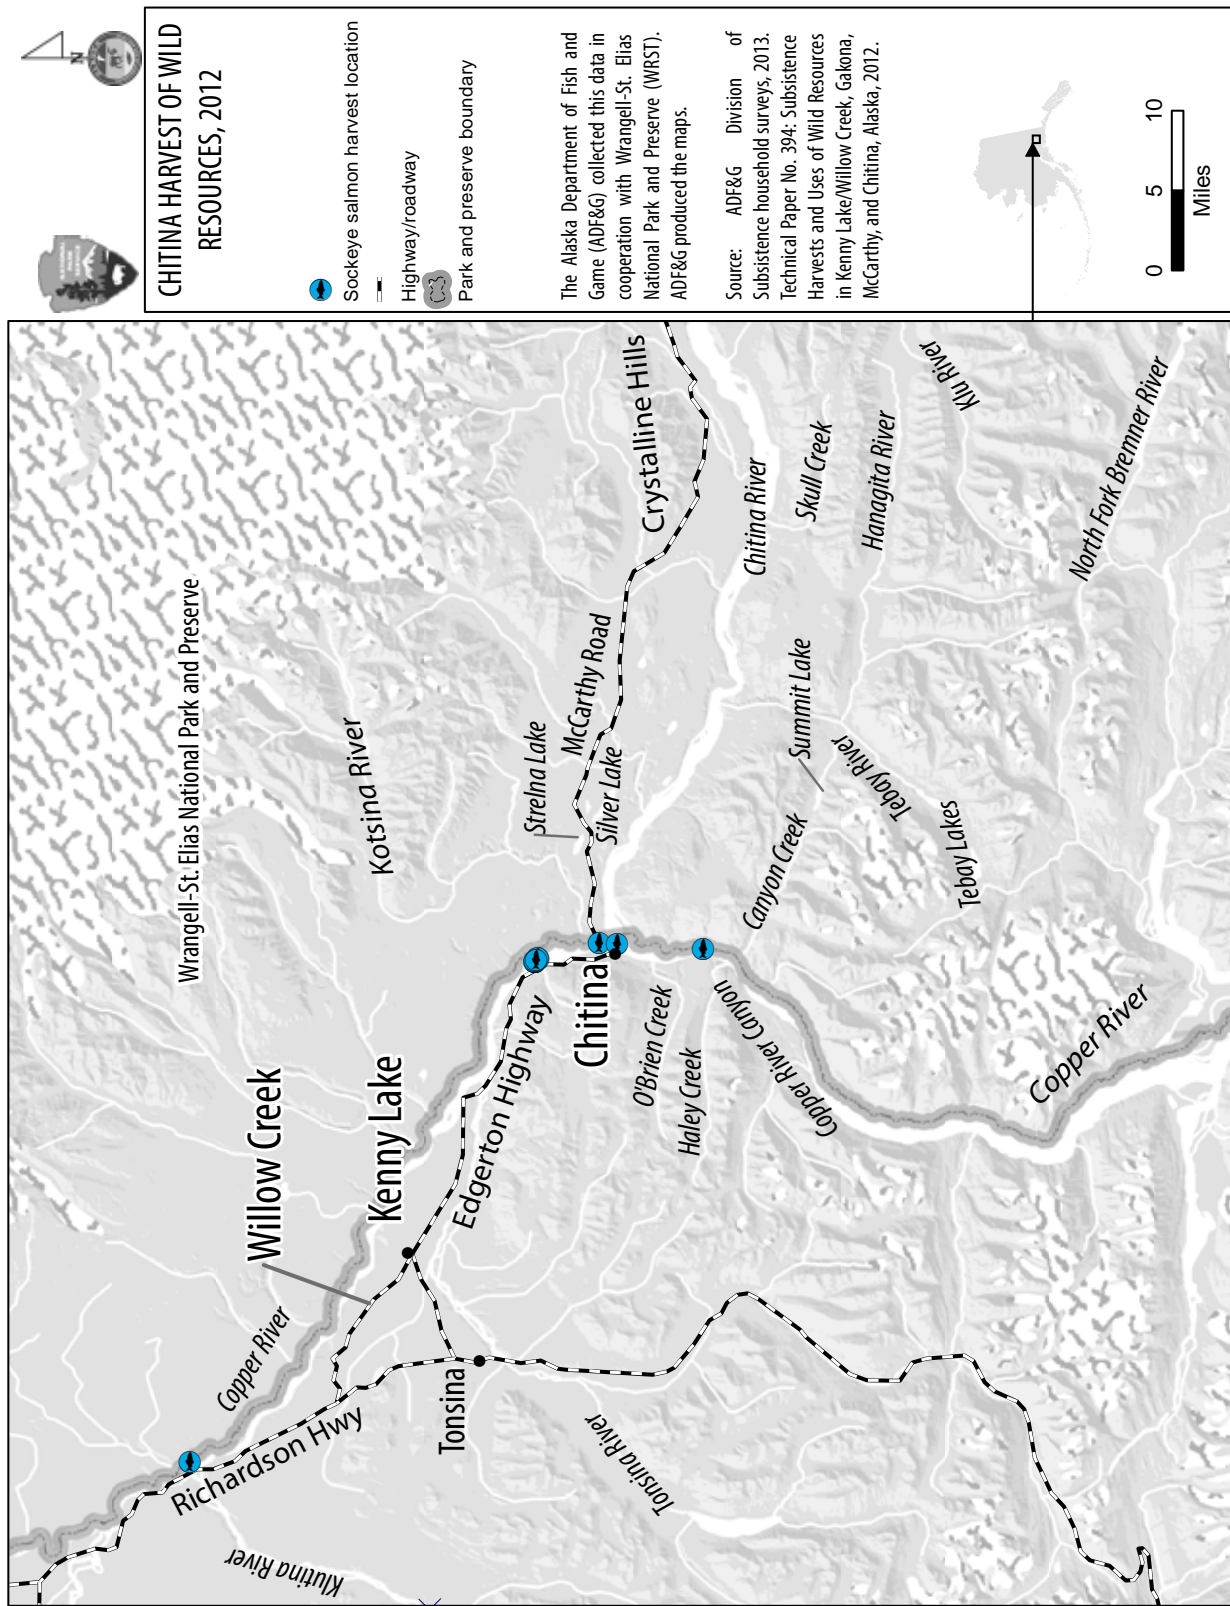 CHITINA HARVEST OF WILD
RESOURCES, 2012
N
NATIONAL
PARK
SERVICE
Sockeye salmon harvest location
Highway/roadway
Park and preserve boundary
The Alaska Department of Fish and
Game (ADF&G) collected this data in
cooperation with Wrangell-St. Elias
National Park and Preserve (WRST).
ADF&G produced the maps.
Source: ADF&G Division of
Subsistence household surveys, 2013.
Technical Paper No. 394: Subsistence
Harvests and Uses of Wild Resources
in Kenny Lake/Willow Creek, Gakona,
McCarthy, and Chitina, Alaska, 2012.
0 5 10
Miles
Wrangell-St. Elias National Park and Preserve
Willow Creek
Copper River
Richardson Hwy
Klutina River
Kenny Lake
Kotsina River
Edgerton Highway
Tonsina
Tonsina River
Strelna Lake
McCarthy Road
Silver Lake
Crystalline Hills
Chitina
O'Brien Creek
Haley Creek
Copper River Canyon
Chitina River
Canyon Creek
Summit Lake
Skull Creek
Tebay River
Hanagita River
Tebay Lakes
Klu River
Copper River
North Fork Bremner River